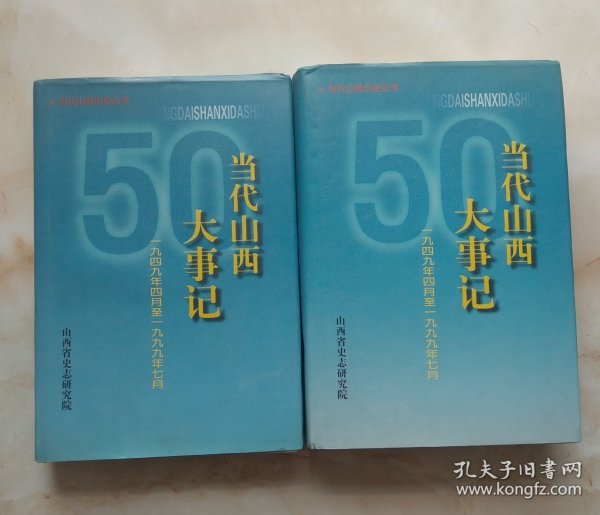 NGDAISHANXIDASHI
50
当代山西
大事记
一九四九年四月至一九九九年七月
山西省史志研究院
NGDAISHANXIDASHI
50
当代山西
大事记
一九四九年四月至一九九九年七月
山西省史志研究院
孔夫子旧书网
www.kongfz.com